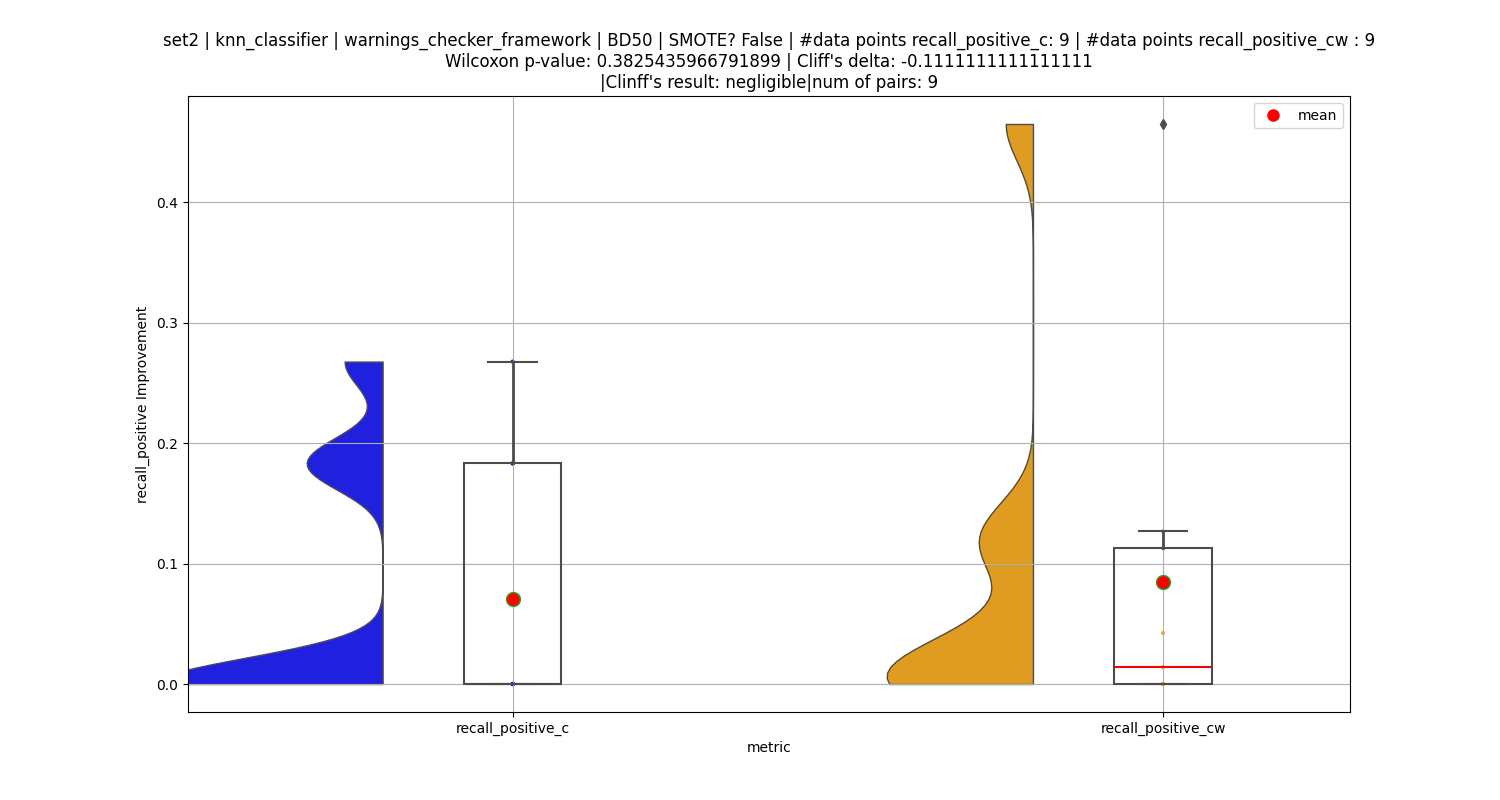 set2 | knn_classifier | warnings_checker_framework | BD50 | SMOTE? False | #data points recall_positive_c: 9 | #data points recall_positive_cw : 9
Wilcoxon p-value: 0.3825435966791899 | Cliff's delta: -0.1111111111111111
|Clinff's result: negligible|num of pairs: 9
mean
recall_positive Improvement
0.4
0.3
0.2
0.1
0.0
recall_positive_c
recall_positive_cw
metric